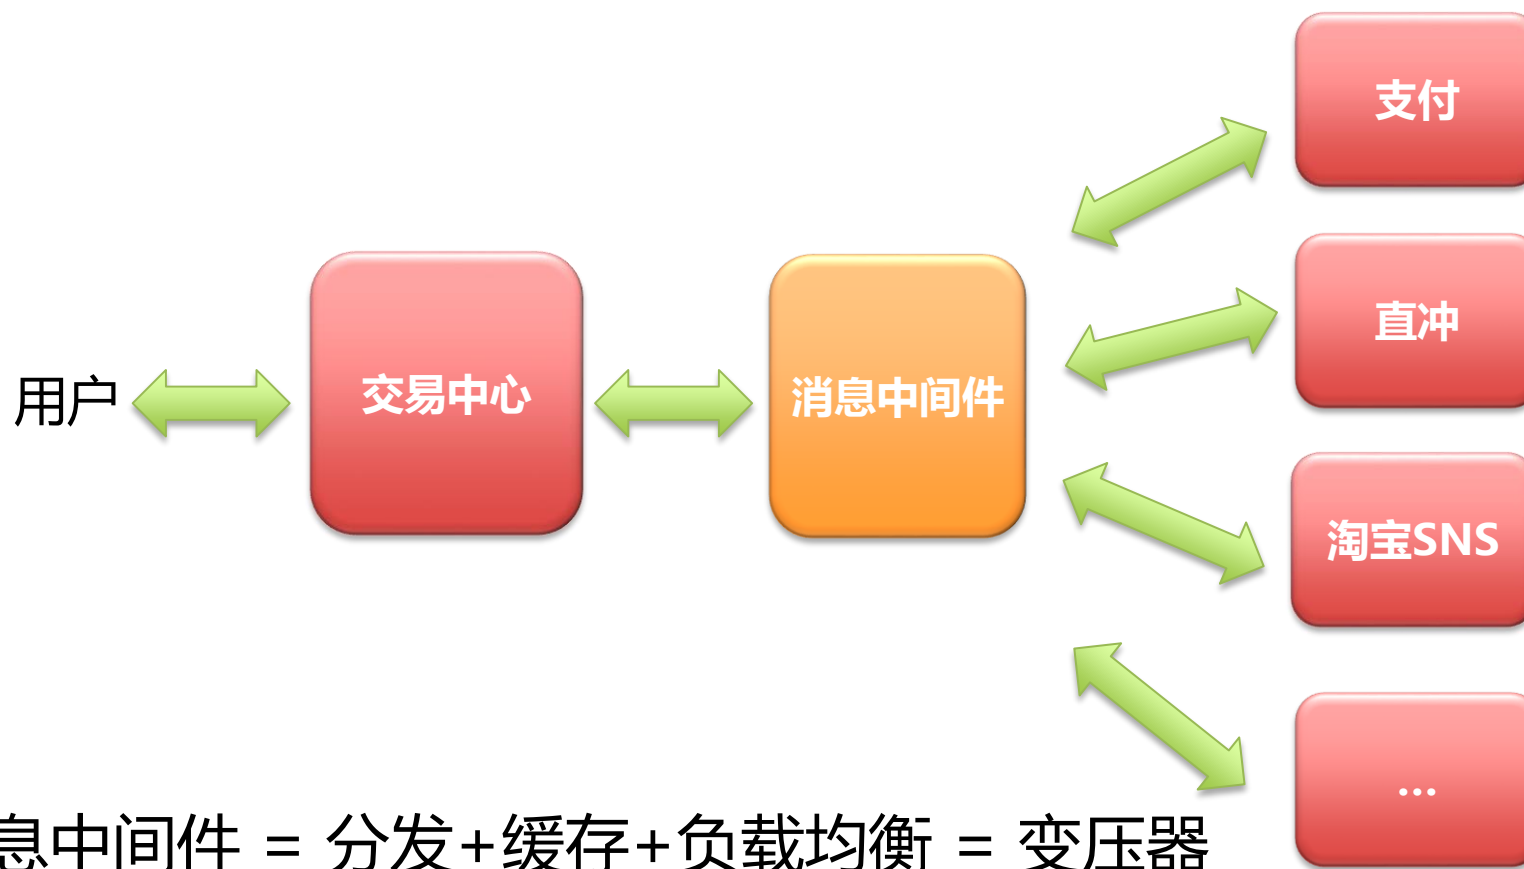 支付
直冲
用户
交易中心
消息中间件
淘宝SNS
...
息中间件 = 分发+缓存+负载均衡 = 变压器